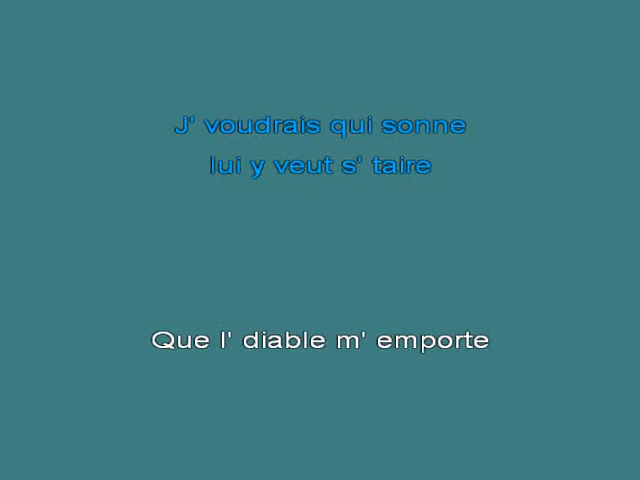 J' voudrais qui sonne
lui y veut s' taire
Que l' diable m' emporte